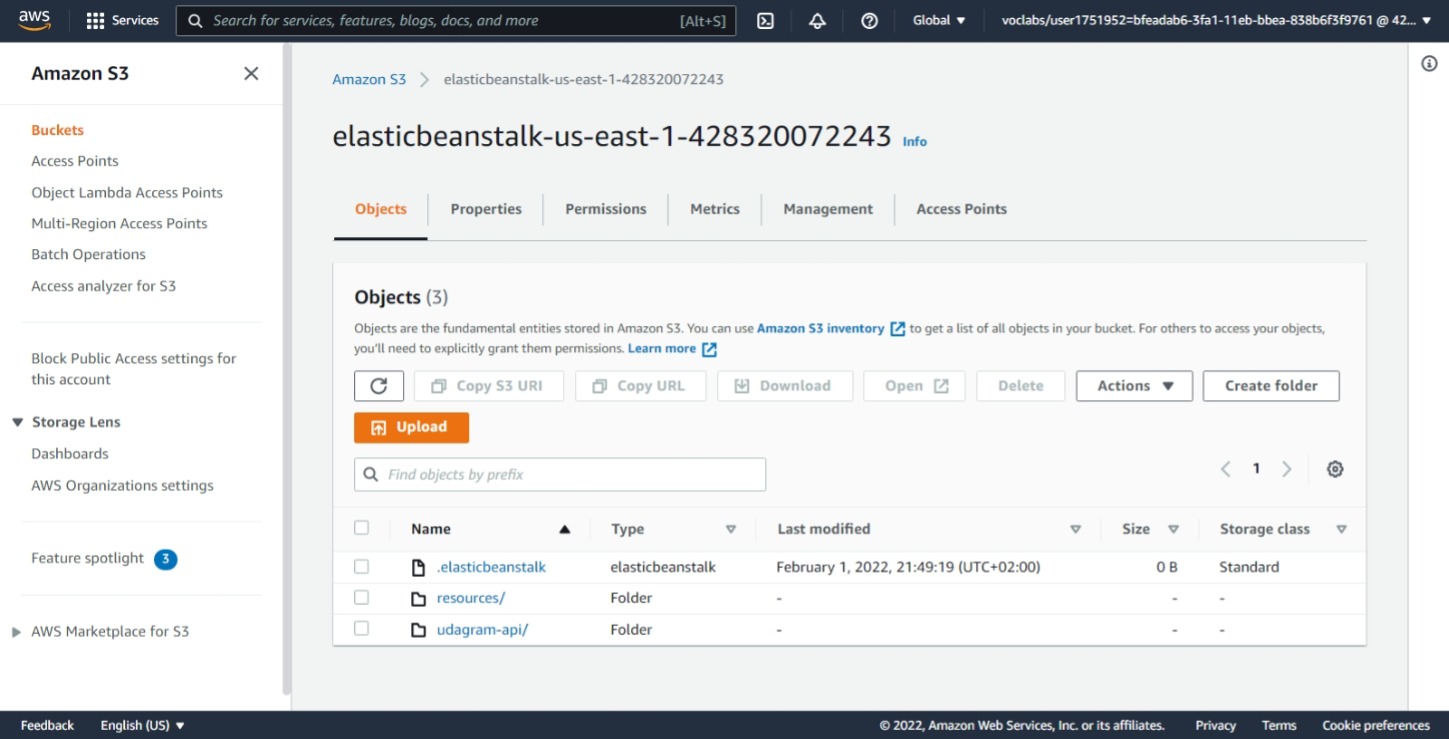 aws Services Search for services, features, blogs, docs, and more [Alt+S] Global voclabs/user1751952=bfeadab6-3fa1-11eb-bbea-838b6f3f9761 @ 42...
Amazon S3
Buckets
Access Points
Object Lambda Access Points
Multi-Region Access Points
Batch Operations
Access analyzer for S3
Block Public Access settings for
this account
Storage Lens
Dashboards
AWS Organizations settings
Feature spotlight 3
AWS Marketplace for S3
Amazon S3 elasticbeanstalk-us-east-1-428320072243
elasticbeanstalk-us-east-1-428320072243 Info
Objects Properties Permissions Metrics Management Access Points
Objects (3)
Objects are the fundamental entities stored in Amazon S3. You can use Amazon S3 inventory to get a list of all objects in your bucket. For others to access your objects,
you'll need to explicitly grant them permissions. Learn more
Copy S3 URI Copy URL Download Open Delete Actions Create folder
Upload
Find objects by prefix 1
Name Type Last modified Size Storage class
.elasticbeanstalk elasticbeanstalk February 1, 2022, 21:49:19 (UTC+02:00) 0 B Standard
resources/ Folder - - -
udagram-api/ Folder - - -
Feedback English (US) © 2022, Amazon Web Services, Inc. or its affiliates. Privacy Terms Cookie preferences